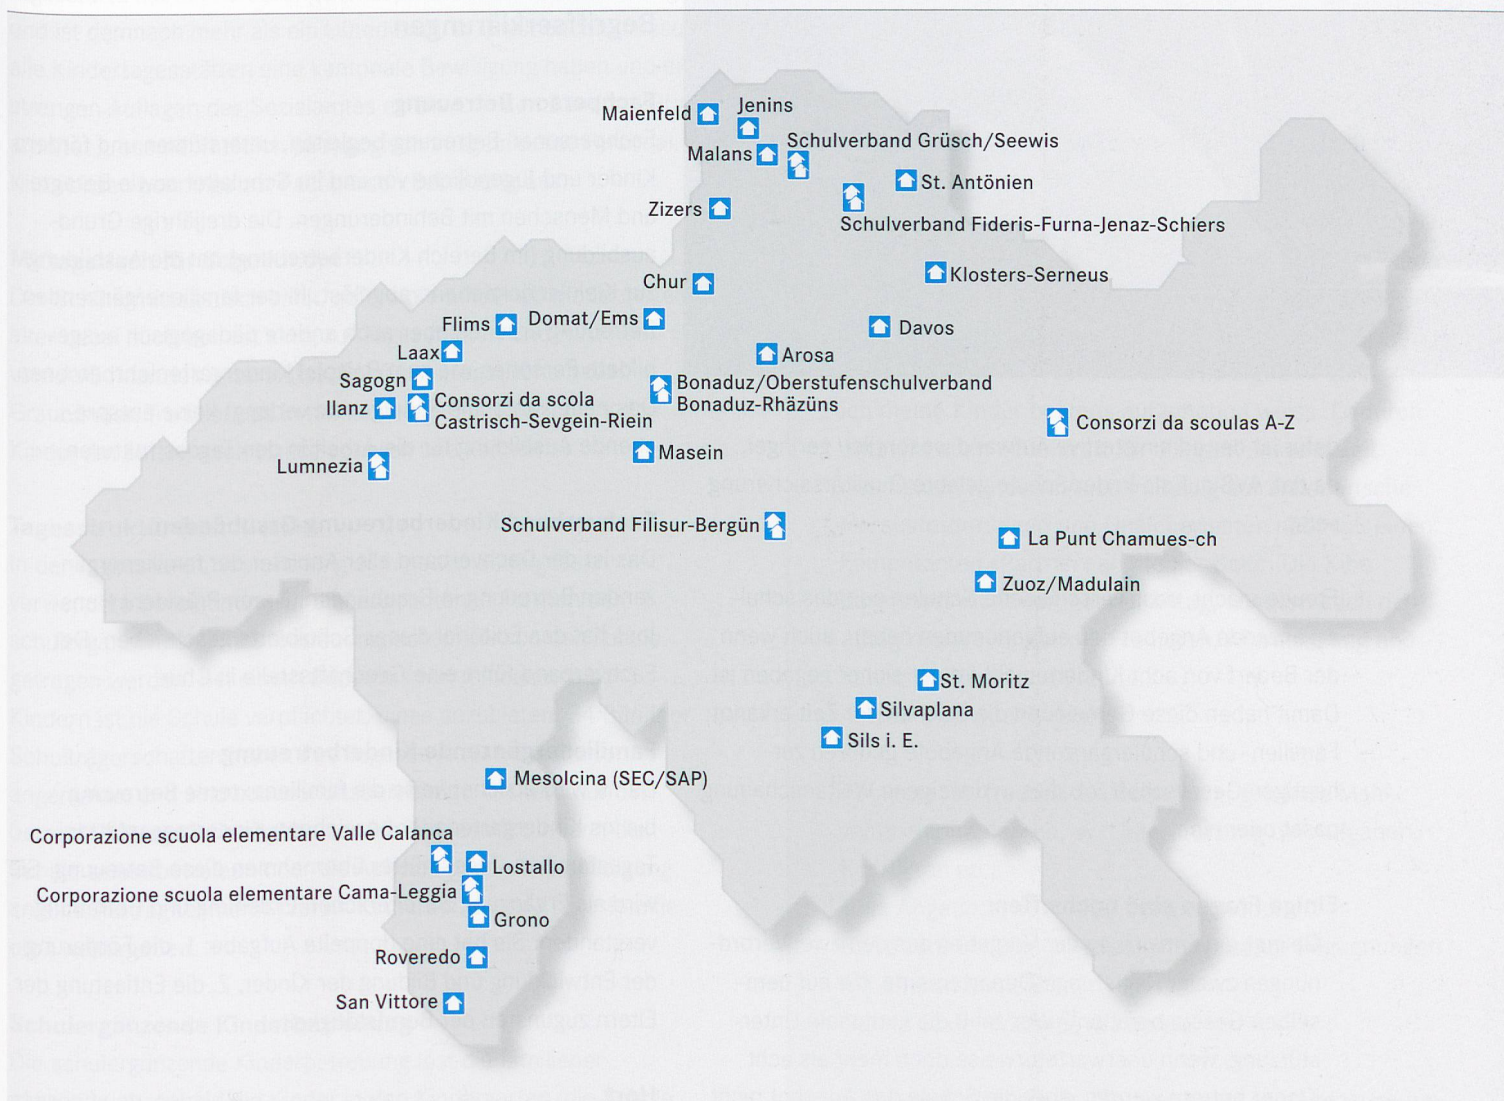 Maienfeld
Jenins
Malans
Schulverband Grüsch/Seewis
St. Antönien
Zizers
Schulverband Fideris-Furna-Jenaz-Schiers
Chur
Klosters-Serneus
Flims
Domat/Ems
Davos
Laax
Arosa
Sagogn
Bonaduz/Oberstufenschulverband
Bonaduz-Rhäzüns
Ilanz
Consorzi da scola
Castrisch-Sevgein-Riein
Consorzi da scoulas A-Z
Masein
Lumnezia
Schulverband Filisur-Bergün
La Punt Chamues-ch
Zuoz/Madulain
St. Moritz
Silvaplana
Sils i. E.
Mesolcina (SEC/SAP)
Corporazione scuola elementare Valle Calanca
Lostallo
Corporazione scuola elementare Cama-Leggia
Grono
Roveredo
San Vittore